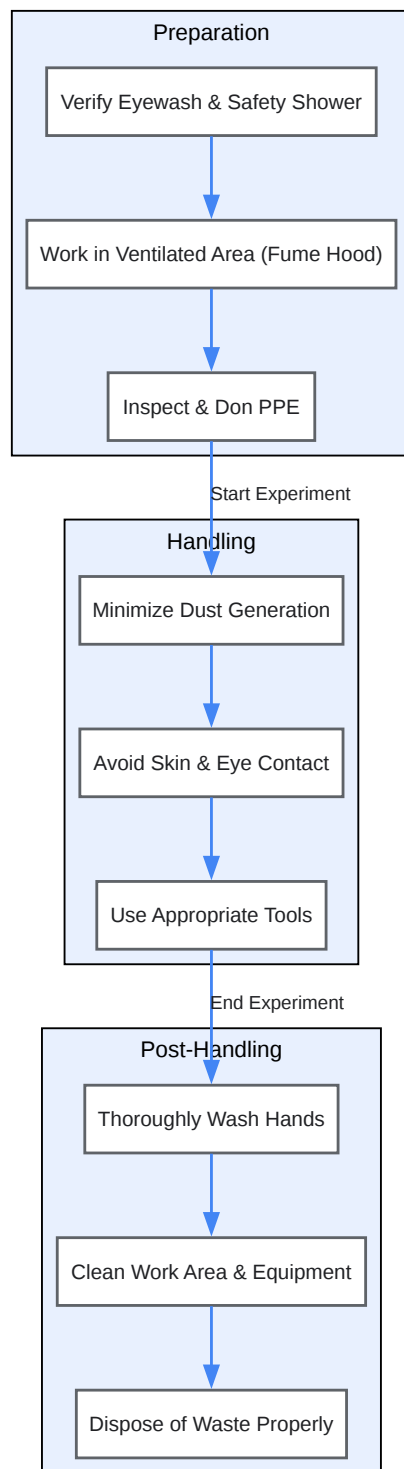 Preparation
Verify Eyewash & Safety Shower
Work in Ventilated Area (Fume Hood)
Inspect & Don PPE
Start Experiment
Handling
Minimize Dust Generation
Avoid Skin & Eye Contact
Use Appropriate Tools
End Experiment
Post-Handling
Thoroughly Wash Hands
Clean Work Area & Equipment
Dispose of Waste Properly